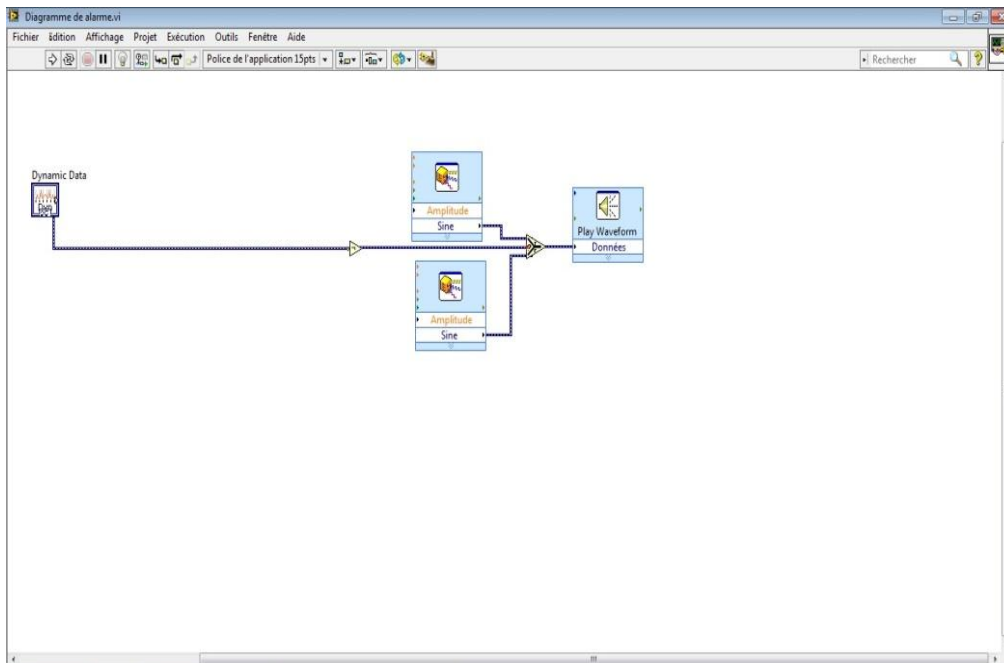 Diagramme de alarme.vi
Fichier Édition Affichage Projet Exécution Outils Fenêtre Aide
Police de l'application 15pts
Rechercher
Dynamic Data
Amplitude
Sine
Play Waveform
Données
Amplitude
Sine